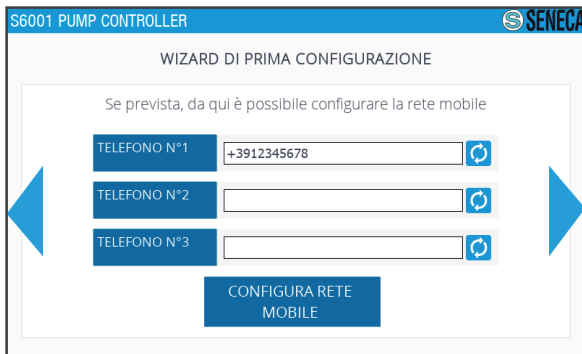 S6001 PUMP CONTROLLER
S SENECA
WIZARD DI PRIMA CONFIGURAZIONE
Se prevista, da qui è possibile configurare la rete mobile
TELEFONO N°1
+3912345678
TELEFONO N°2
TELEFONO N°3
CONFIGURA RETE
MOBILE